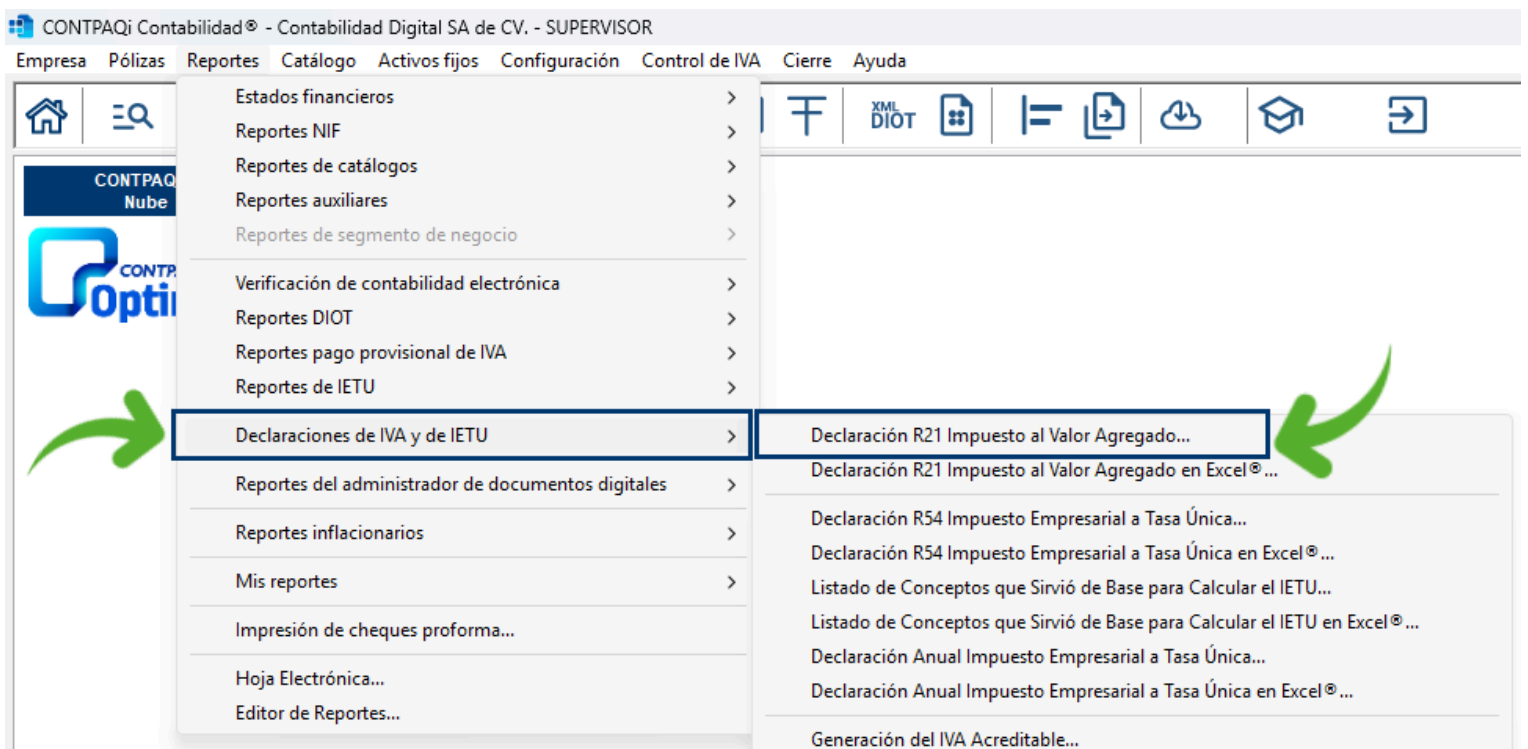 CONTPAQi Contabilidad® - Contabilidad Digital SA de CV. - SUPERVISOR
Empresa Pólizas Reportes Catálogo Activos fijos Configuración Control de IVA Cierre Ayuda
XML
DIOT
CONTPAQ
Nube
CONTP
Opti
Estados financieros
Reportes NIF
Reportes de catálogos
Reportes auxiliares
Reportes de segmento de negocio
Verificación de contabilidad electrónica
Reportes DIOT
Reportes pago provisional de IVA
Reportes de IETU
Declaraciones de IVA y de IETU
Reportes del administrador de documentos digitales
Reportes inflacionarios
Mis reportes
Impresión de cheques proforma...
Hoja Electrónica...
Editor de Reportes...
Declaración R21 Impuesto al Valor Agregado...
Declaración R21 Impuesto al Valor Agregado en Excel®...
Declaración R54 Impuesto Empresarial a Tasa Única...
Declaración R54 Impuesto Empresarial a Tasa Única en Excel®...
Listado de Conceptos que Sirvió de Base para Calcular el IETU...
Listado de Conceptos que Sirvió de Base para Calcular el IETU en Excel®...
Declaración Anual Impuesto Empresarial a Tasa Única...
Declaración Anual Impuesto Empresarial a Tasa Única en Excel®...
Generación del IVA Acreditable...